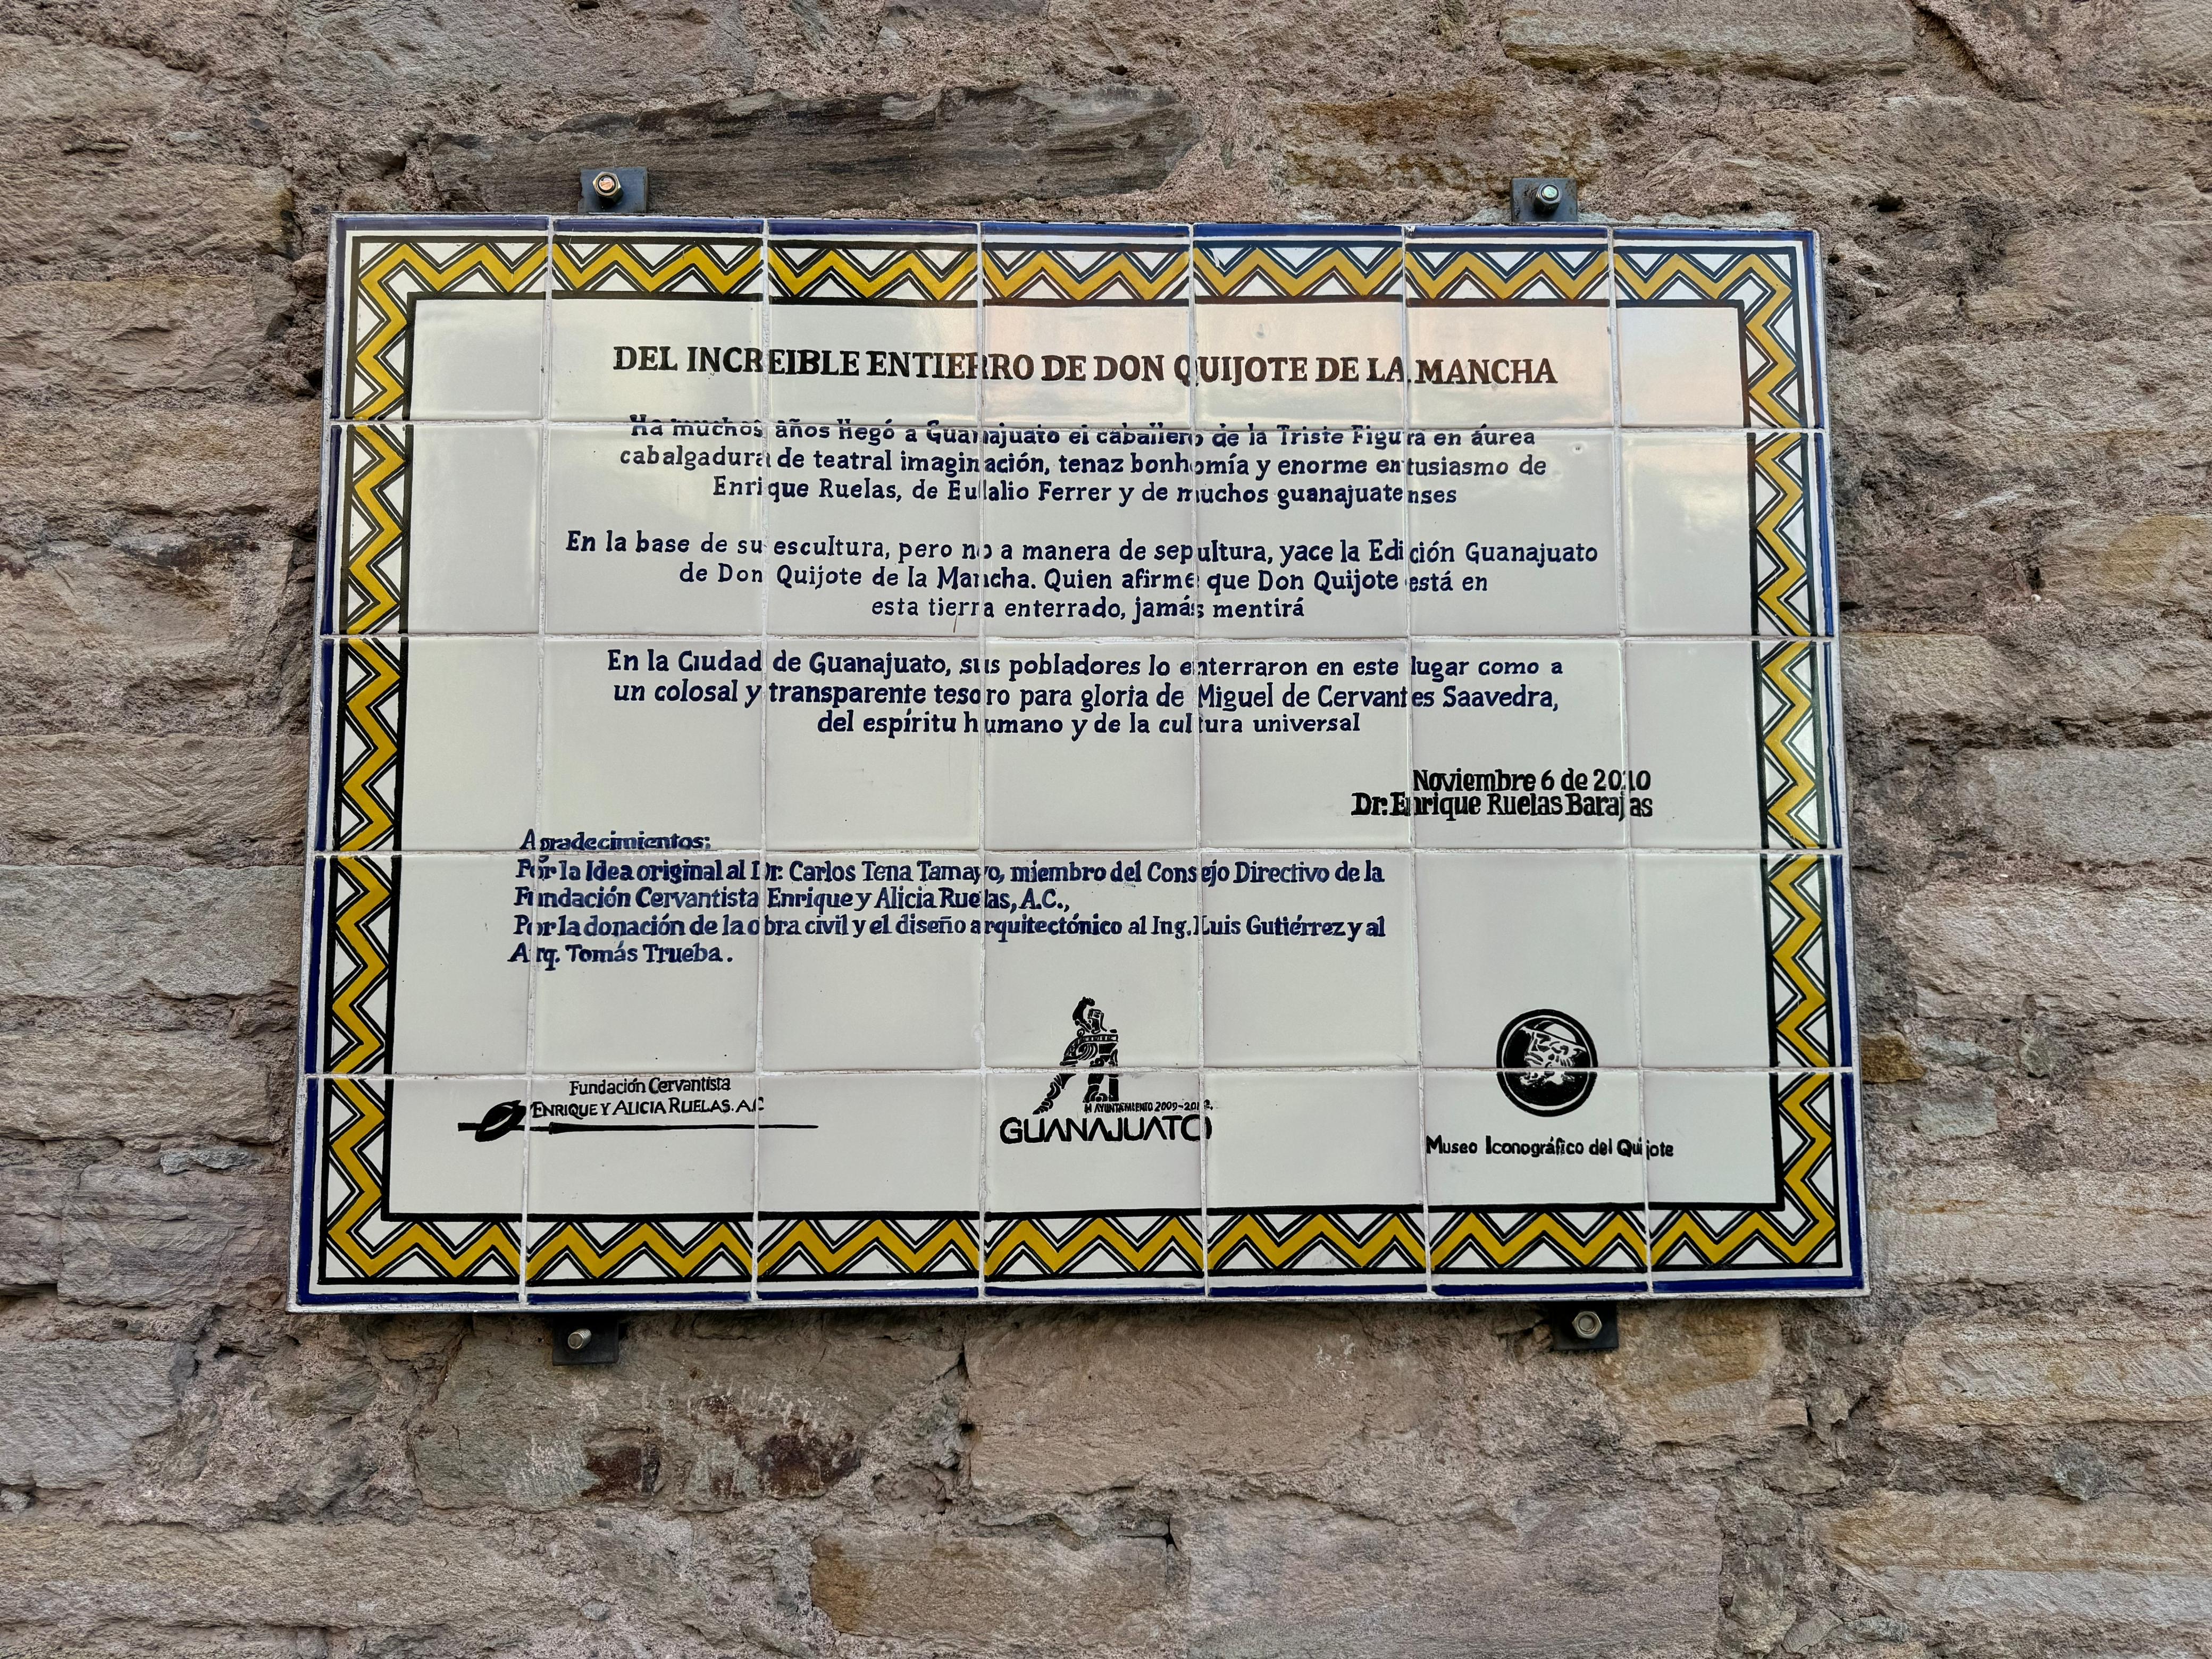 DEL INCREIBLE ENTIERRO DE DON QUIJOTE DE LA MANCHA
Ha muchos años llegó a Guanajuato el caballero de la Triste Figura en áurea
cabalgadura de teatral imaginación, tenaz bonhomía y enorme entusiasmo de
Enrique Ruelas, de Eulalio Ferrer y de muchos guanajuatenses
En la base de su escultura, pero no a manera de sepultura, yace la Edición Guanajuato
de Don Quijote de la Mancha. Quien afirme que Don Quijote está en
esta tierra enterrado, jamás mentirá
En la Ciudad de Guanajuato, sus pobladores lo enterraron en este lugar como a
un colosal y transparente tesoro para gloria de Miguel de Cervantes Saavedra,
del espíritu humano y de la cultura universal
Noviembre 6 de 2010
Dr. Enrique Ruelas Barajas
Agradecimientos:
Por la Idea original al Dr. Carlos Tena Tamayo, miembro del Consejo Directivo de la
Fundación Cervantista Enrique y Alicia Ruelas, A.C.,
Por la donación de la obra civil y el diseño arquitectónico al Ing. Luis Gutiérrez y al
Arq. Tomás Trueba.
Fundación Cervantista
ENRIQUE Y ALICIA RUELAS. A.C
H AYUNTAMIENTO 2009-2012.
GUANAJUATO
Museo Iconográfico del Quijote